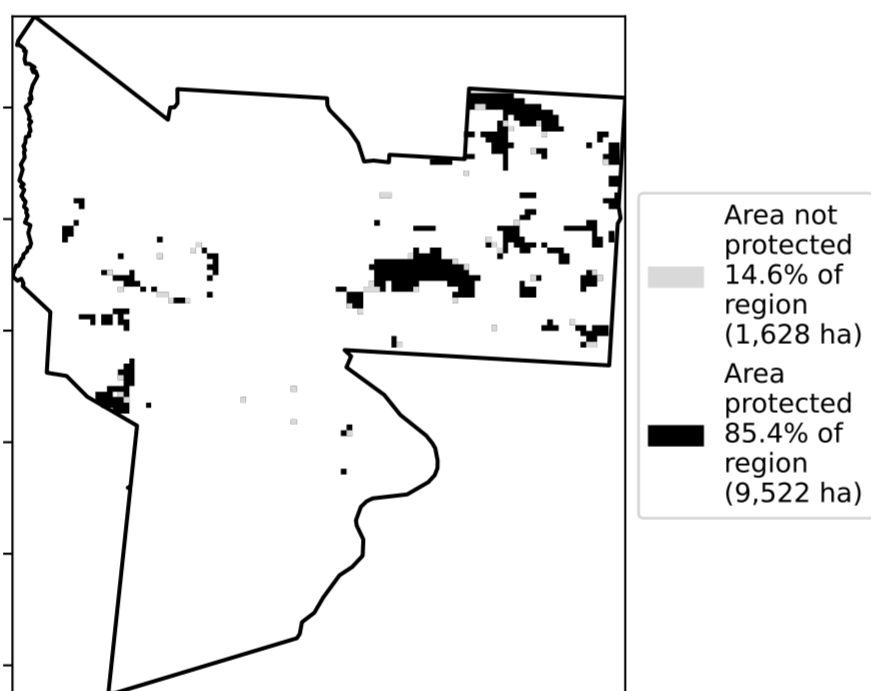 Area not
protected
14.6% of
region
(1,628 ha)
Area
protected
85.4% of
region
(9,522 ha)